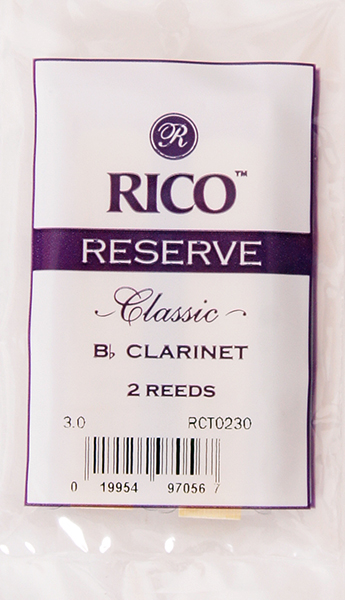 R
RICO™
RESERVE
Classic
B♭ CLARINET
2 REEDS
3.0 RCT0230
0 19954 97056 7